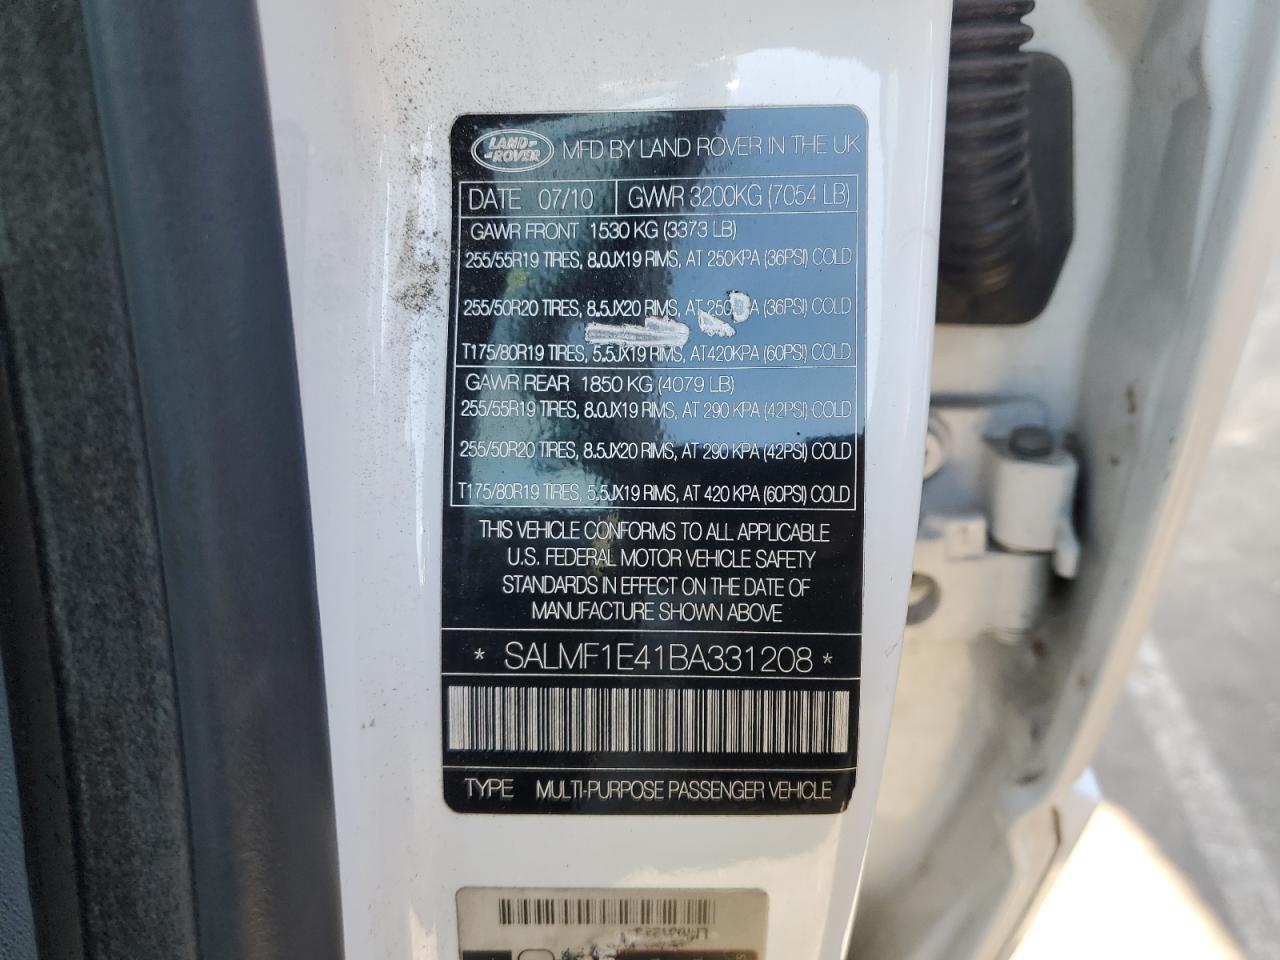 LAND-
-ROVER
MFD BY LAND ROVER IN THE UK
DATE 07/10 GVWR 3200KG (7054 LB)
GAWR FRONT 1530 KG (3373 LB)
255/55R19 TIRES, 8.0JX19 RIMS, AT 250KPA (36PSI) COLD
255/50R20 TIRES, 8.5JX20 RIMS, AT (36PSI) COLD
T175/80R19 TIRES, 5.5JX19 RIMS, AT 420KPA (60PSI) COLD
GAWR REAR 1850 KG (4079 LB)
255/55R19 TIRES, 8.0JX19 RIMS, AT 290 KPA (42PSI) COLD
255/50R20 TIRES, 8.5JX20 RIMS, AT 290 KPA (42PSI) COLD
T175/80R19 TIRES, 5.5JX19 RIMS, AT 420 KPA (60PSI) COLD
THIS VEHICLE CONFORMS TO ALL APPLICABLE
U.S. FEDERAL MOTOR VEHICLE SAFETY
STANDARDS IN EFFECT ON THE DATE OF
MANUFACTURE SHOWN ABOVE
* SALMF1E41BA331208 *
TYPE MULTI-PURPOSE PASSENGER VEHICLE